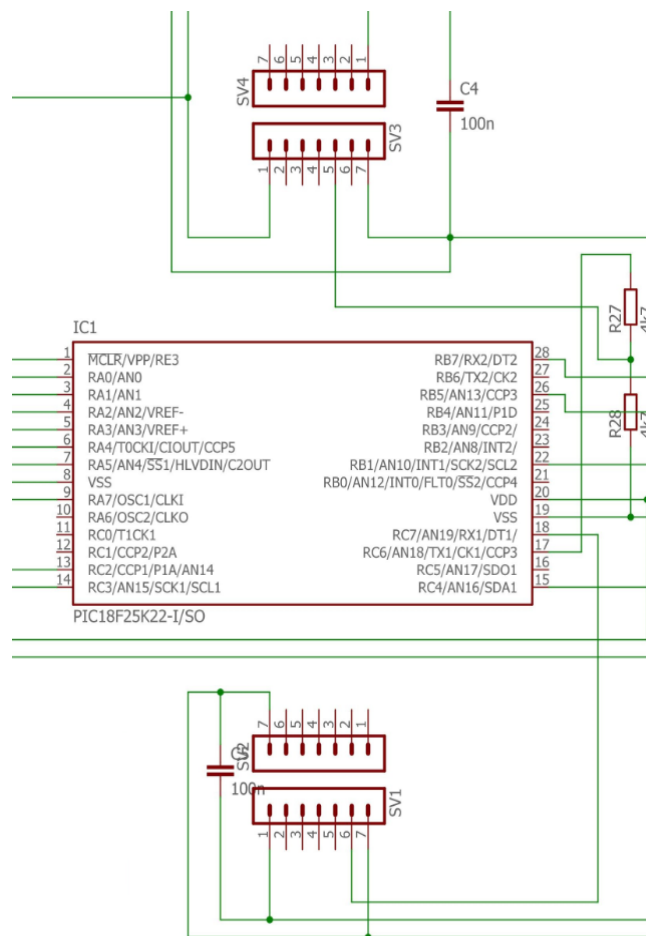 7 6 5 4 3 2 1
SV4
C4
100n
SV3
1 2 3 4 5 6 7
R27
4k7
IC1
1 MCLR/VPP/RE3 RB7/RX2/DT2 28
2 RA0/AN0 RB6/TX2/CK2 27
3 RA1/AN1 RB5/AN13/CCP3 26
4 RA2/AN2/VREF- RB4/AN11/P1D 25
5 RA3/AN3/VREF+ RB3/AN9/CCP2/ 24
6 RA4/T0CKI/CIOUT/CCP5 RB2/AN8/INT2/ 23
7 RA5/AN4/SS1/HLVDIN/C2OUT RB1/AN10/INT1/SCK2/SCL2 22
8 VSS RB0/AN12/INT0/FLT0/SS2/CCP4 21
9 RA7/OSC1/CLKI VDD 20
10 RA6/OSC2/CLKO VSS 19
11 RC0/T1CK1 RC7/AN19/RX1/DT1/ 18
12 RC1/CCP2/P2A RC6/AN18/TX1/CK1/CCP3 17
13 RC2/CCP1/P1A/AN14 RC5/AN17/SDO1 16
14 RC3/AN15/SCK1/SCL1 RC4/AN16/SDA1 15
R28
4k7
PIC18F25K22-I/SO
7 6 5 4 3 2 1
SV2
C5
100n
SV1
1 2 3 4 5 6 7